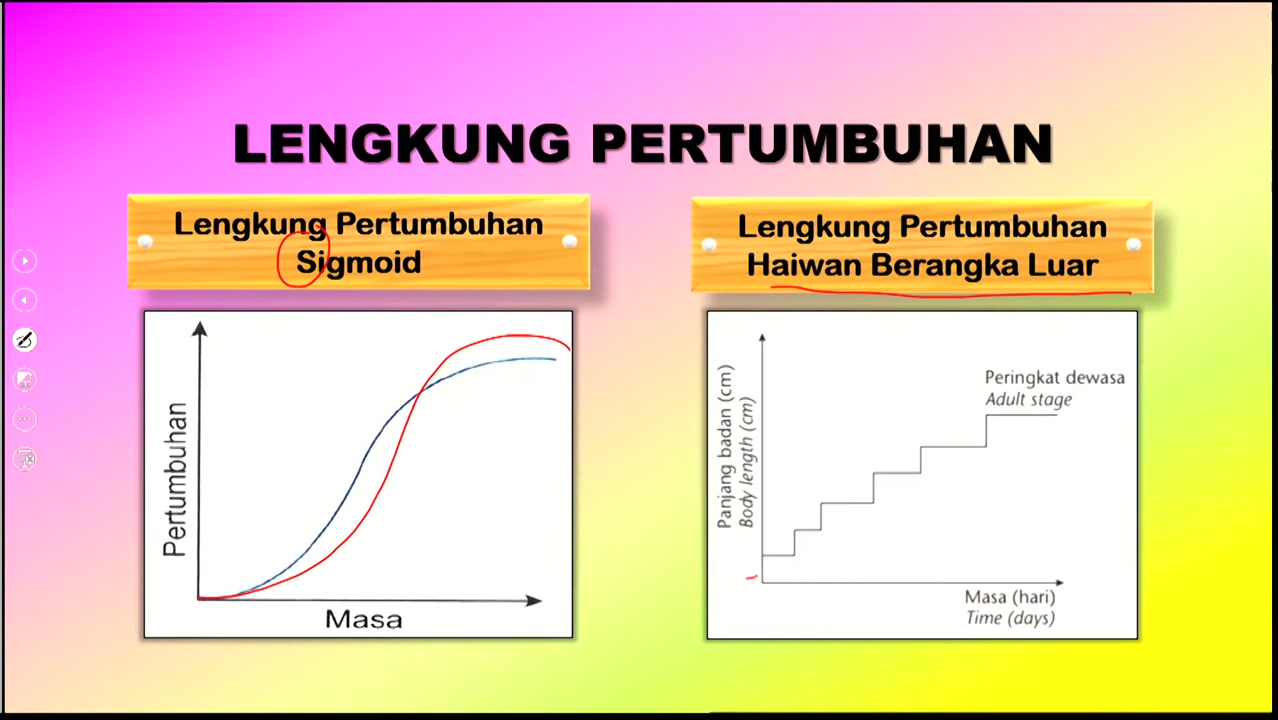 LENGKUNG PERTUMBUHAN
Lengkung Pertumbuhan
Sigmoid
Lengkung Pertumbuhan
Haiwan Berangka Luar
Pertumbuhan
Masa
Panjang badan (cm)
Body length (cm)
Peringkat dewasa
Adult stage
Masa (hari)
Time (days)